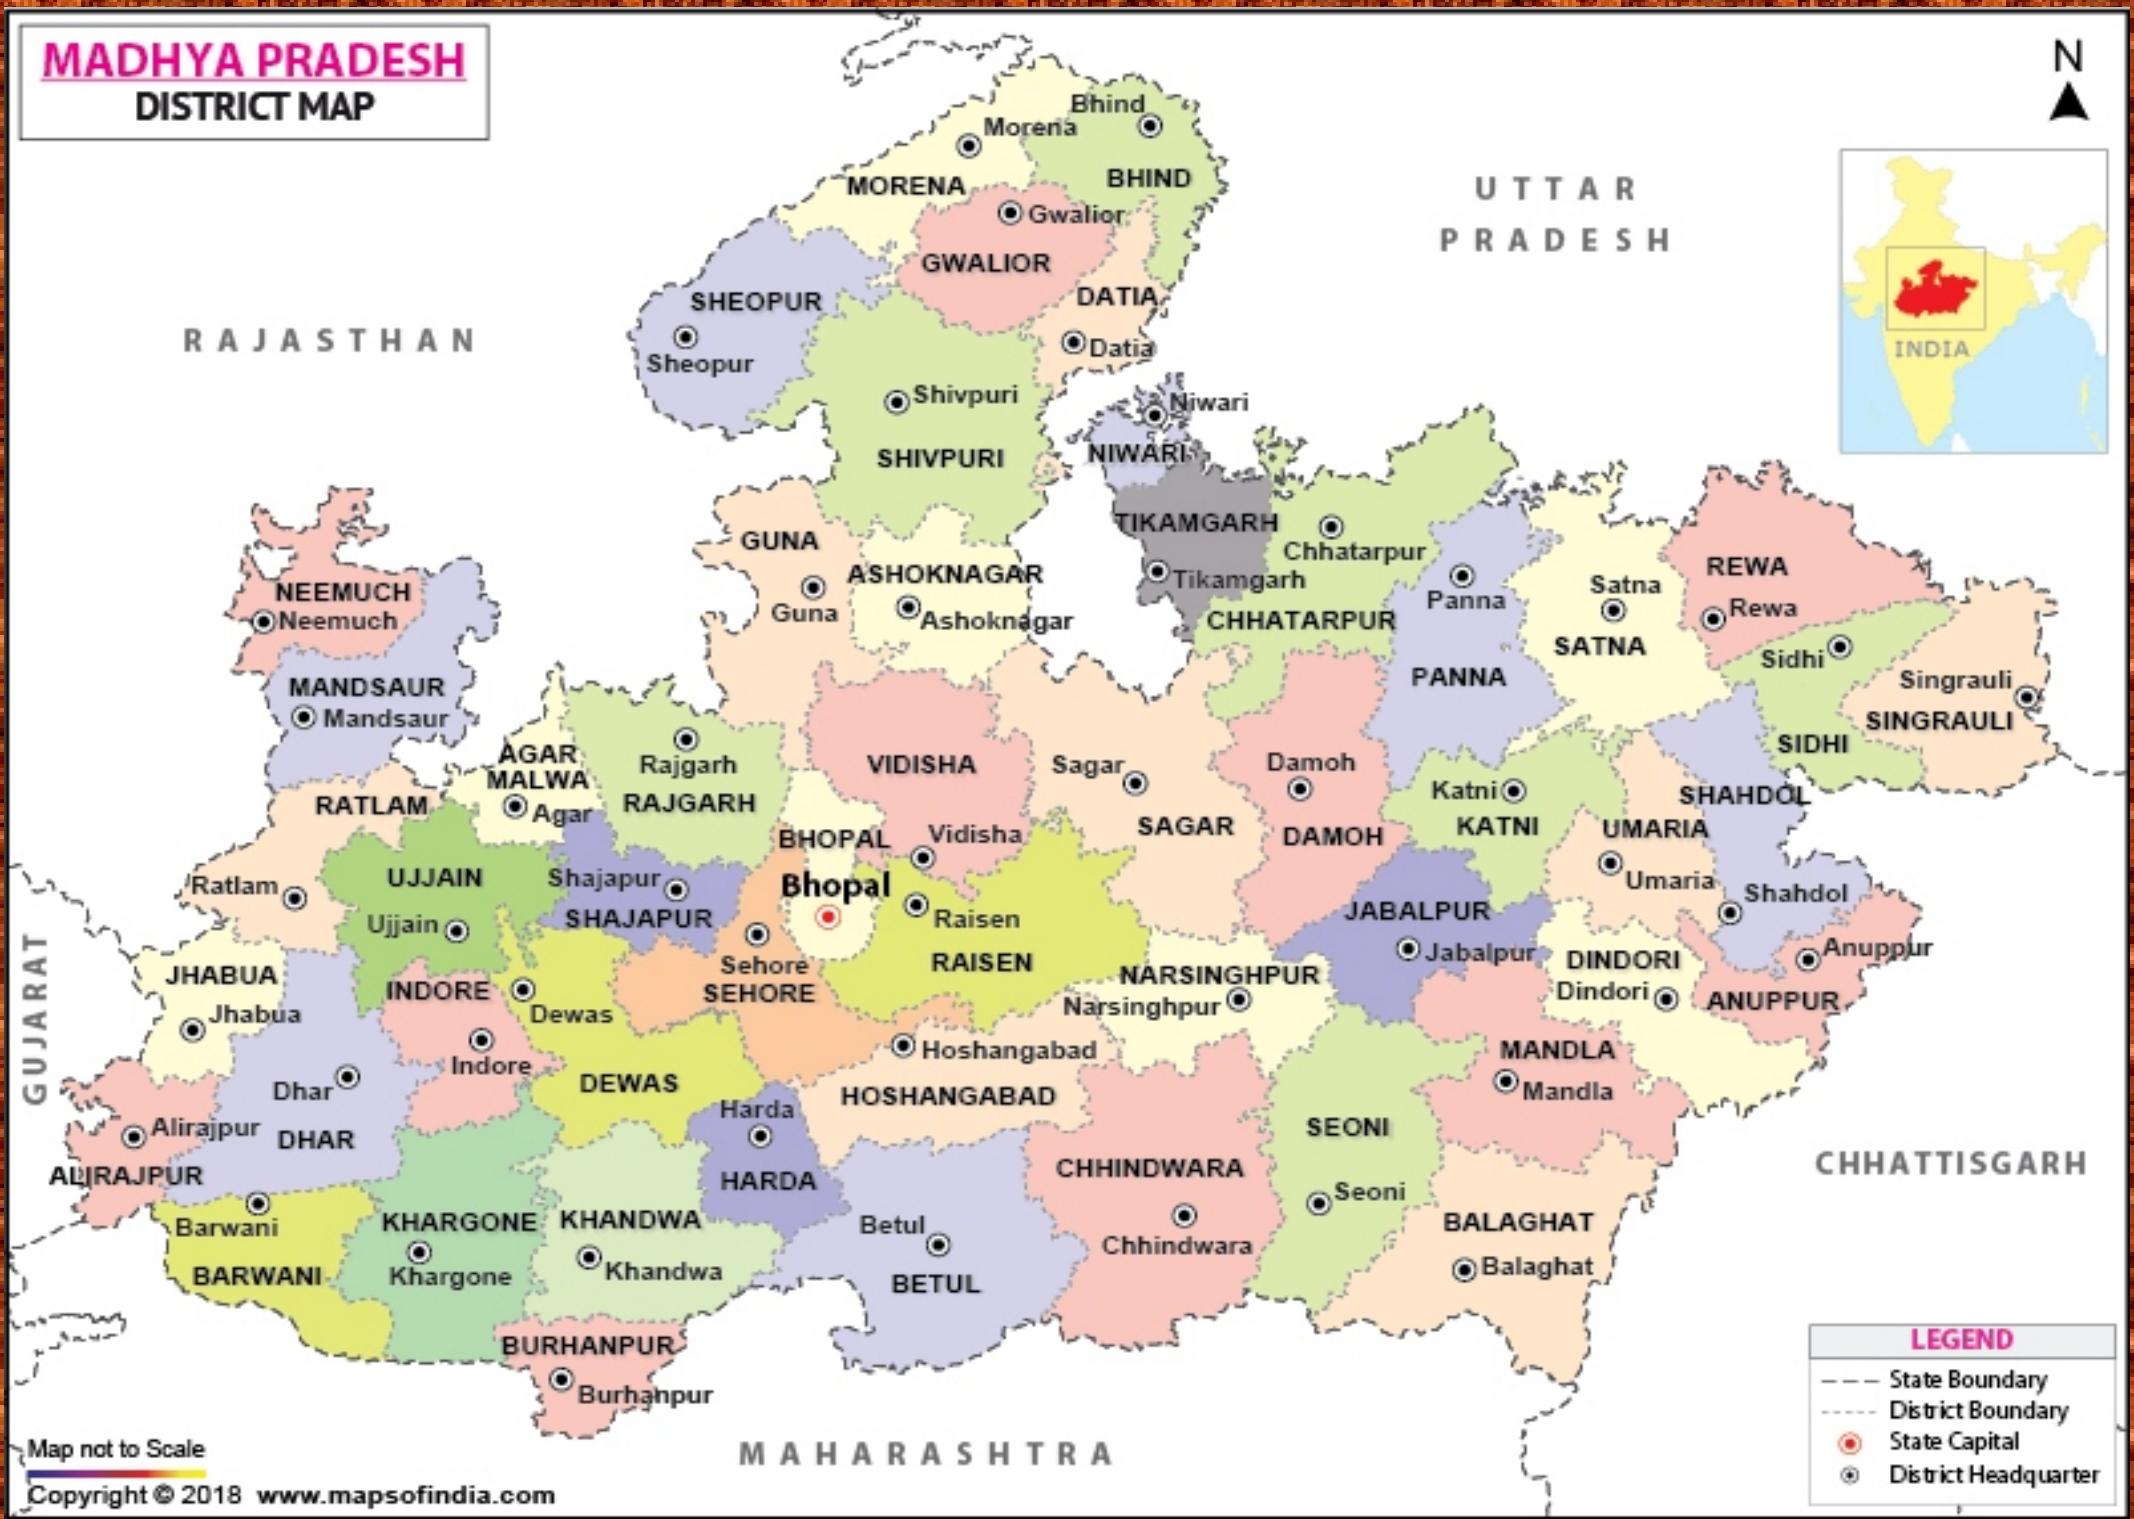 MADHYA PRADESH
DISTRICT MAP
N
INDIA
UTTAR
PRADESH
RAJASTHAN
GUJARAT
MAHARASHTRA
CHHATTISGARH
Bhind
BHIND
Morena
MORENA
Gwalior
GWALIOR
DATIA
Datia
SHEOPUR
Sheopur
Shivpuri
SHIVPURI
Niwari
NIWARI
TIKAMGARH
Tikamgarh
Chhatarpur
CHHATARPUR
GUNA
Guna
ASHOKNAGAR
Ashoknagar
Panna
PANNA
Satna
SATNA
REWA
Rewa
Sidhi
SIDHI
Singrauli
SINGRAULI
NEEMUCH
Neemuch
MANDSAUR
Mandsaur
AGAR
MALWA
Agar
Rajgarh
RAJGARH
VIDISHA
Vidisha
Sagar
SAGAR
Damoh
DAMOH
Katni
KATNI
UMARIA
Umaria
SHAHDOL
Shahdol
RATLAM
Ratlam
UJJAIN
Ujjain
Shajapur
SHAJAPUR
BHOPAL
Bhopal
Sehore
SEHORE
Raisen
RAISEN
NARSINGHPUR
Narsinghpur
JABALPUR
Jabalpur
DINDORI
Dindori
Anuppur
ANUPPUR
JHABUA
Jhabua
INDORE
Indore
Dewas
DEWAS
Hoshangabad
HOSHANGABAD
MANDLA
Mandla
Dhar
DHAR
Alirajpur
ALIRAJPUR
Harda
HARDA
SEONI
Seoni
CHHINDWARA
Chhindwara
BALAGHAT
Balaghat
Barwani
BARWANI
KHARGONE
Khargone
KHANDWA
Khandwa
Betul
BETUL
BURHANPUR
Burhanpur
LEGEND
State Boundary
District Boundary
State Capital
District Headquarter
Map not to Scale
Copyright © 2018 www.mapsofindia.com